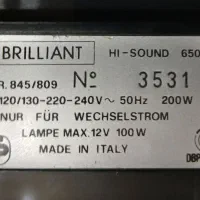 BRILLIANT HI-SOUND 650
R. 845/809 Nº 3531
120/130-220-240V~ 50Hz 200W
NUR FÜR WECHSELSTROM
LAMPE MAX. 12V 100W
MADE IN ITALY
DBP